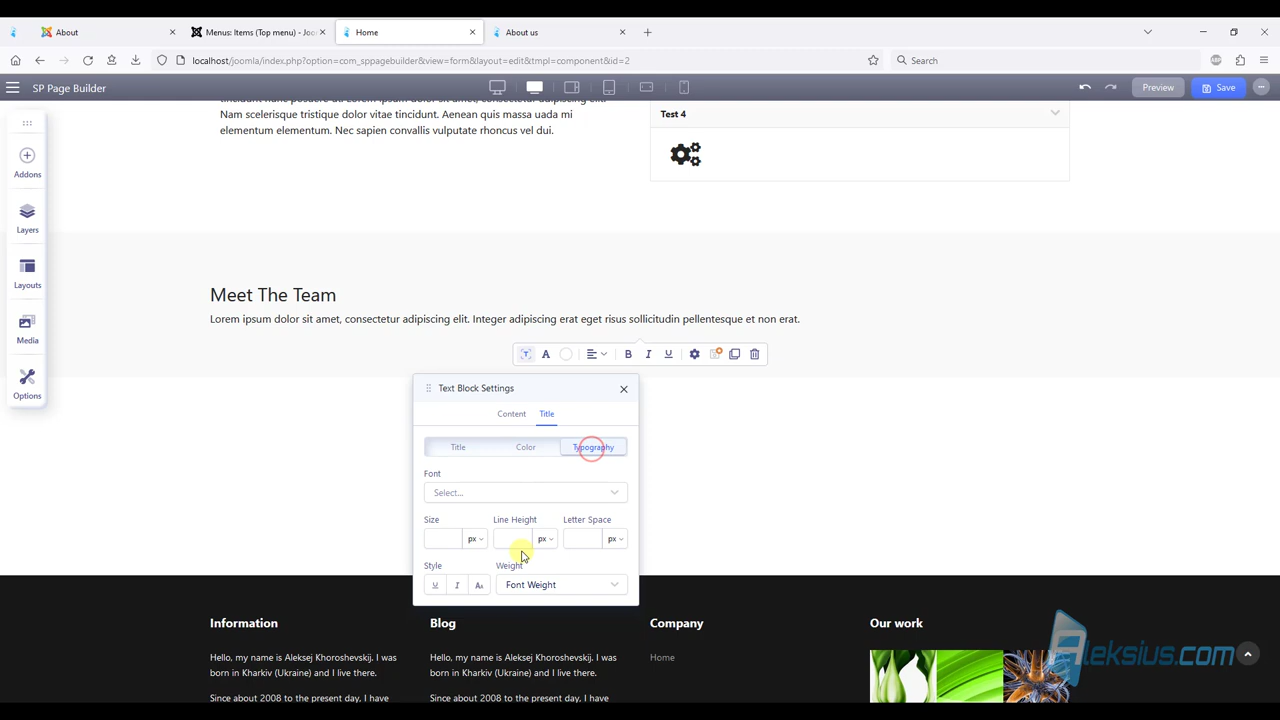 About
Menus: Items (Top menu) - Joo
Home
About us
localhost/joomla/index.php?option=com_sppagebuilder&view=form&layout=edit&tmpl=component&id=2
Search
SP Page Builder
Preview
Save
Nam scelerisque tristique dolor vitae tincidunt. Aenean quis massa uada mi
elementum elementum. Nec sapien convallis vulputate rhoncus vel dui.
Test 4
Addons
Layers
Layouts
Media
Options
Meet The Team
Lorem ipsum dolor sit amet, consectetur adipiscing elit. Integer adipiscing erat eget risus sollicitudin pellentesque et non erat.
Text Block Settings
Content
Title
Title
Color
Typography
Font
Select...
Size
Line Height
Letter Space
px
px
px
Style
Weight
Font Weight
Information
Blog
Company
Our work
Hello, my name is Aleksej Khoroshevskij. I was
born in Kharkiv (Ukraine) and I live there.
Since about 2008 to the present day, I have
Hello, my name is Aleksej Khoroshevskij. I was
born in Kharkiv (Ukraine) and I live there.
Since about 2008 to the present day, I have
Home
Aleksius.com